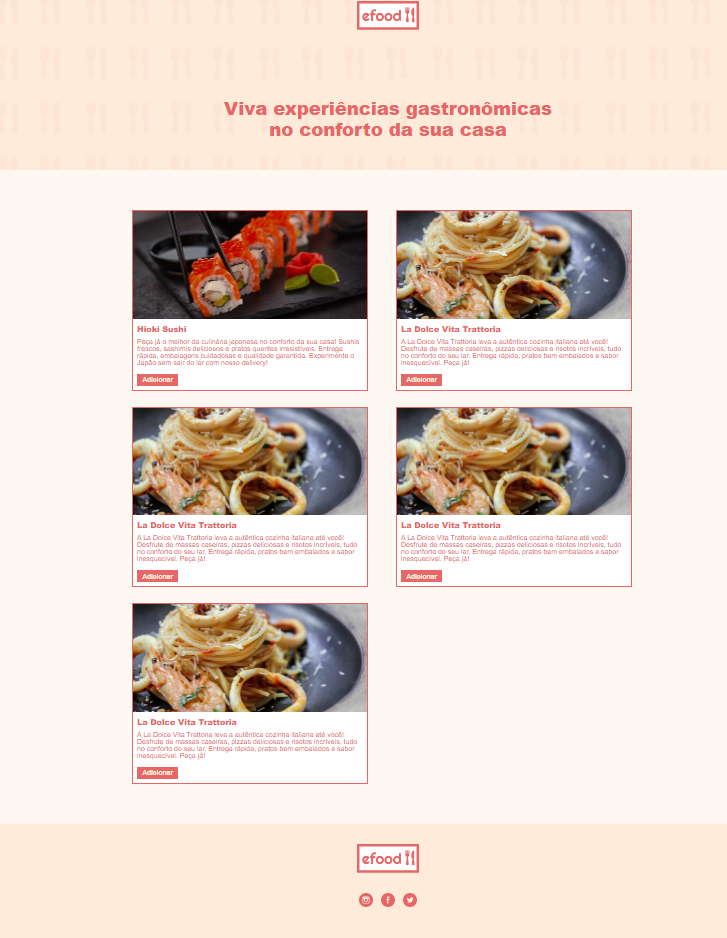 efood
Viva experiências gastronômicas
no conforto da sua casa
Hioki Sushi
Peça já o melhor da culinária japonesa no conforto da sua casa! Sushis
frescos, sashimis deliciosos e pratos quentes irresistíveis. Entrega
rápida, embalagens cuidadosas e qualidade garantida. Experimente o
Japão sem sair do lar com nosso delivery!
Adicionar
La Dolce Vita Trattoria
A La Dolce Vita Trattoria leva a autêntica cozinha italiana até você!
Desfrute de massas caseiras, pizzas deliciosas e risotos incríveis, tudo
no conforto do seu lar. Entrega rápida, pratos bem embalados e sabor
inesquecível. Peça já!
Adicionar
La Dolce Vita Trattoria
A La Dolce Vita Trattoria leva a autêntica cozinha italiana até você!
Desfrute de massas caseiras, pizzas deliciosas e risotos incríveis, tudo
no conforto do seu lar. Entrega rápida, pratos bem embalados e sabor
inesquecível. Peça já!
Adicionar
La Dolce Vita Trattoria
A La Dolce Vita Trattoria leva a autêntica cozinha italiana até você!
Desfrute de massas caseiras, pizzas deliciosas e risotos incríveis, tudo
no conforto do seu lar. Entrega rápida, pratos bem embalados e sabor
inesquecível. Peça já!
Adicionar
La Dolce Vita Trattoria
A La Dolce Vita Trattoria leva a autêntica cozinha italiana até você!
Desfrute de massas caseiras, pizzas deliciosas e risotos incríveis, tudo
no conforto do seu lar. Entrega rápida, pratos bem embalados e sabor
inesquecível. Peça já!
Adicionar
efood